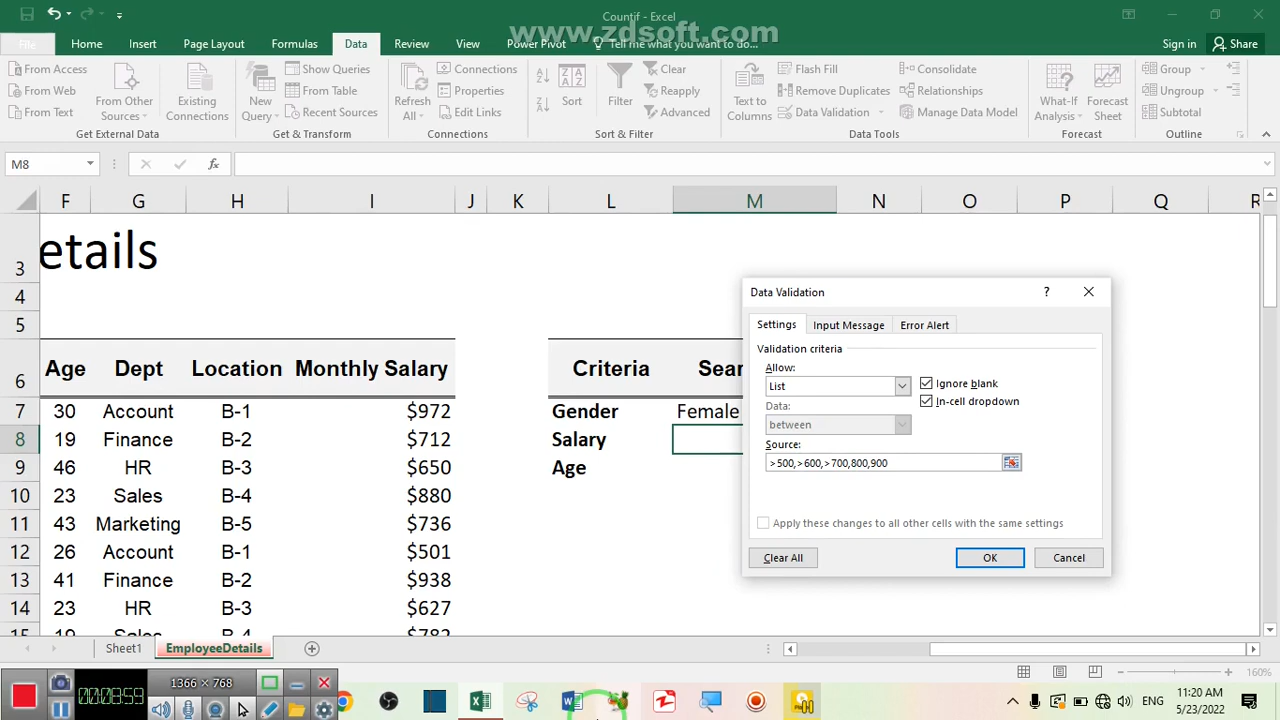 Countif - Excel
www.zdsoft.com
File Home Insert Page Layout Formulas Data Review View Power Pivot Tell me what you want to do... Sign in Share
From Access
From Web
From Text
From Other Sources
Existing Connections
Get External Data
New Query
Show Queries
From Table
Recent Sources
Get & Transform
Refresh All
Connections
Properties
Edit Links
Connections
Sort
Filter
Clear
Reapply
Advanced
Sort & Filter
Text to Columns
Flash Fill
Remove Duplicates
Data Validation
Consolidate
Relationships
Manage Data Model
Data Tools
What-If Analysis
Forecast Sheet
Forecast
Group
Ungroup
Subtotal
Outline
M8 fx
F G H I J K L M N O P Q R
3 etails
4
5
6 Age Dept Location Monthly Salary Criteria Sear
7 30 Account B-1 $972 Gender Female
8 19 Finance B-2 $712 Salary
9 46 HR B-3 $650 Age
10 23 Sales B-4 $880
11 43 Marketing B-5 $736
12 26 Account B-1 $501
13 41 Finance B-2 $938
14 23 HR B-3 $627
15 19 Sales B-4 $782
Data Validation ?
Settings Input Message Error Alert
Validation criteria
Allow:
List
Ignore blank
In-cell dropdown
Data:
between
Source:
>500,>600,>700,800,900
Apply these changes to all other cells with the same settings
Clear All OK Cancel
Sheet1 EmployeeDetails
160%
00:08:59
1366 × 768
ENG
11:20 AM
5/23/2022